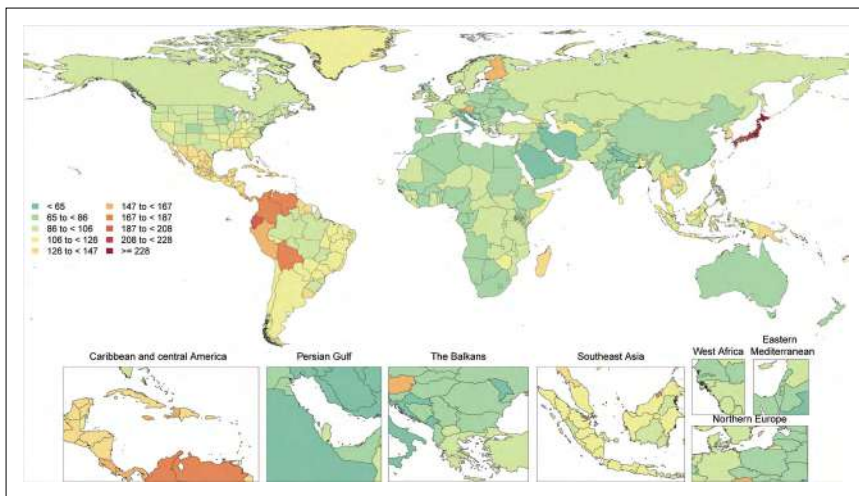 < 65
65 to < 86
86 to < 106
106 to < 126
126 to < 147
147 to < 167
167 to < 187
187 to < 208
208 to < 228
>= 228
Caribbean and central America
Persian Gulf
The Balkans
Southeast Asia
West Africa
Eastern
Mediterranean
Northern Europe